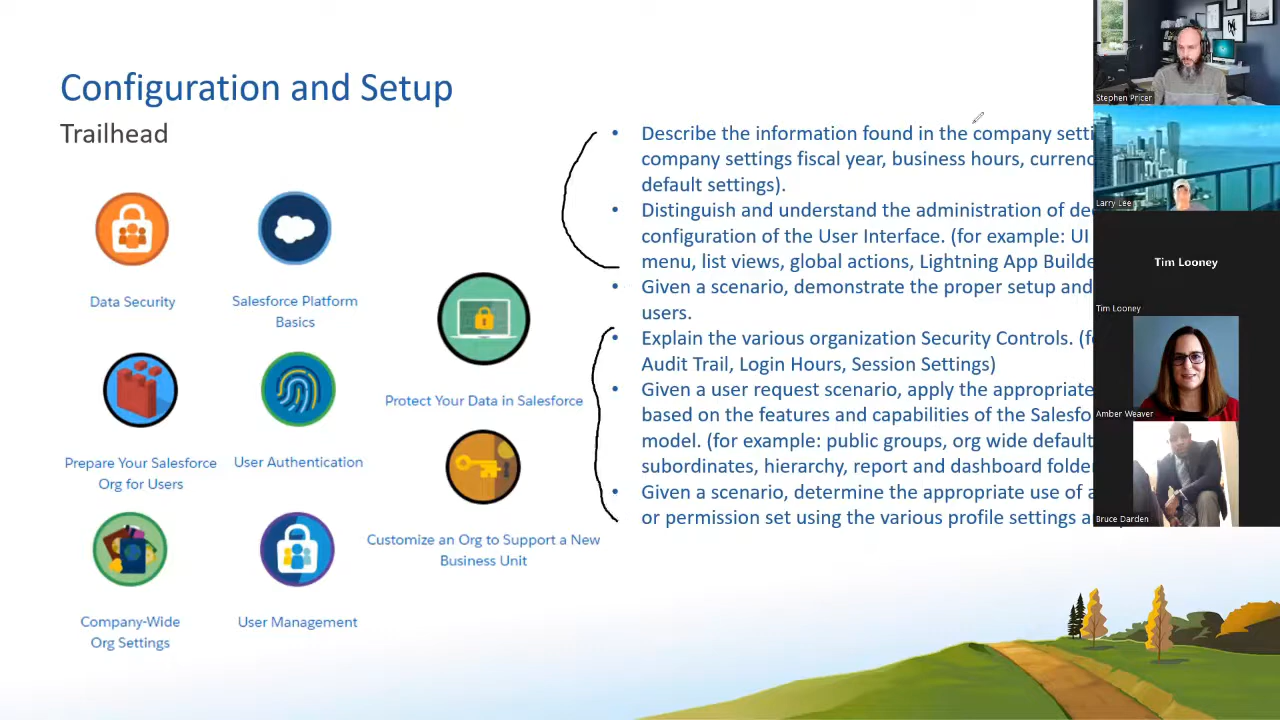 Configuration and Setup
Trailhead
Data Security
Salesforce Platform
Basics
Protect Your Data in Salesforce
Prepare Your Salesforce
Org for Users
User Authentication
Customize an Org to Support a New
Business Unit
Company-Wide
Org Settings
User Management
• Describe the information found in the company setti
company settings fiscal year, business hours, currenc
default settings).
• Distinguish and understand the administration of de
configuration of the User Interface. (for example: UI
menu, list views, global actions, Lightning App Builde
• Given a scenario, demonstrate the proper setup and
users.
• Explain the various organization Security Controls. (f
Audit Trail, Login Hours, Session Settings)
• Given a user request scenario, apply the appropriate
based on the features and capabilities of the Salesfo
model. (for example: public groups, org wide default
subordinates, hierarchy, report and dashboard folde
• Given a scenario, determine the appropriate use of a
or permission set using the various profile settings a
Stephen Pricer
Larry Lee
Tim Looney
Tim Looney
Amber Weaver
Bruce Darden